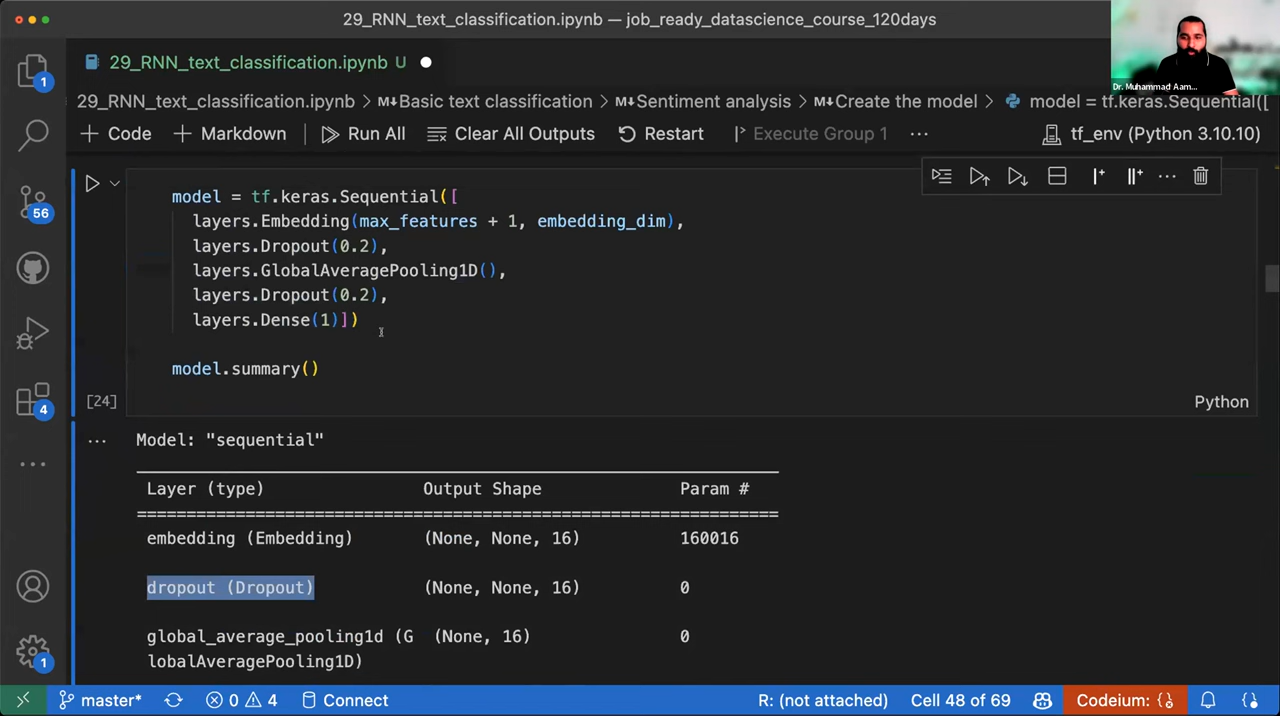 29_RNN_text_classification.ipynb — job_ready_datascience_course_120days
29_RNN_text_classification.ipynb U
Dr. Muhammad Aam...
29_RNN_text_classification.ipynb > M↓Basic text classification > M↓Sentiment analysis > M↓Create the model > model = tf.keras.Sequential([
+ Code + Markdown Run All Clear All Outputs Restart Execute Group 1 ... tf_env (Python 3.10.10)
model = tf.keras.Sequential([
layers.Embedding(max_features + 1, embedding_dim),
layers.Dropout(0.2),
layers.GlobalAveragePooling1D(),
layers.Dropout(0.2),
layers.Dense(1)])
model.summary()
[24]
Python
Model: "sequential"
Layer (type) Output Shape Param #
=================================================================
embedding (Embedding) (None, None, 16) 160016
dropout (Dropout) (None, None, 16) 0
global_average_pooling1d (G (None, 16) 0
lobalAveragePooling1D)
1
56
4
1
master* 0 4 Connect R: (not attached) Cell 48 of 69 Codeium: {}